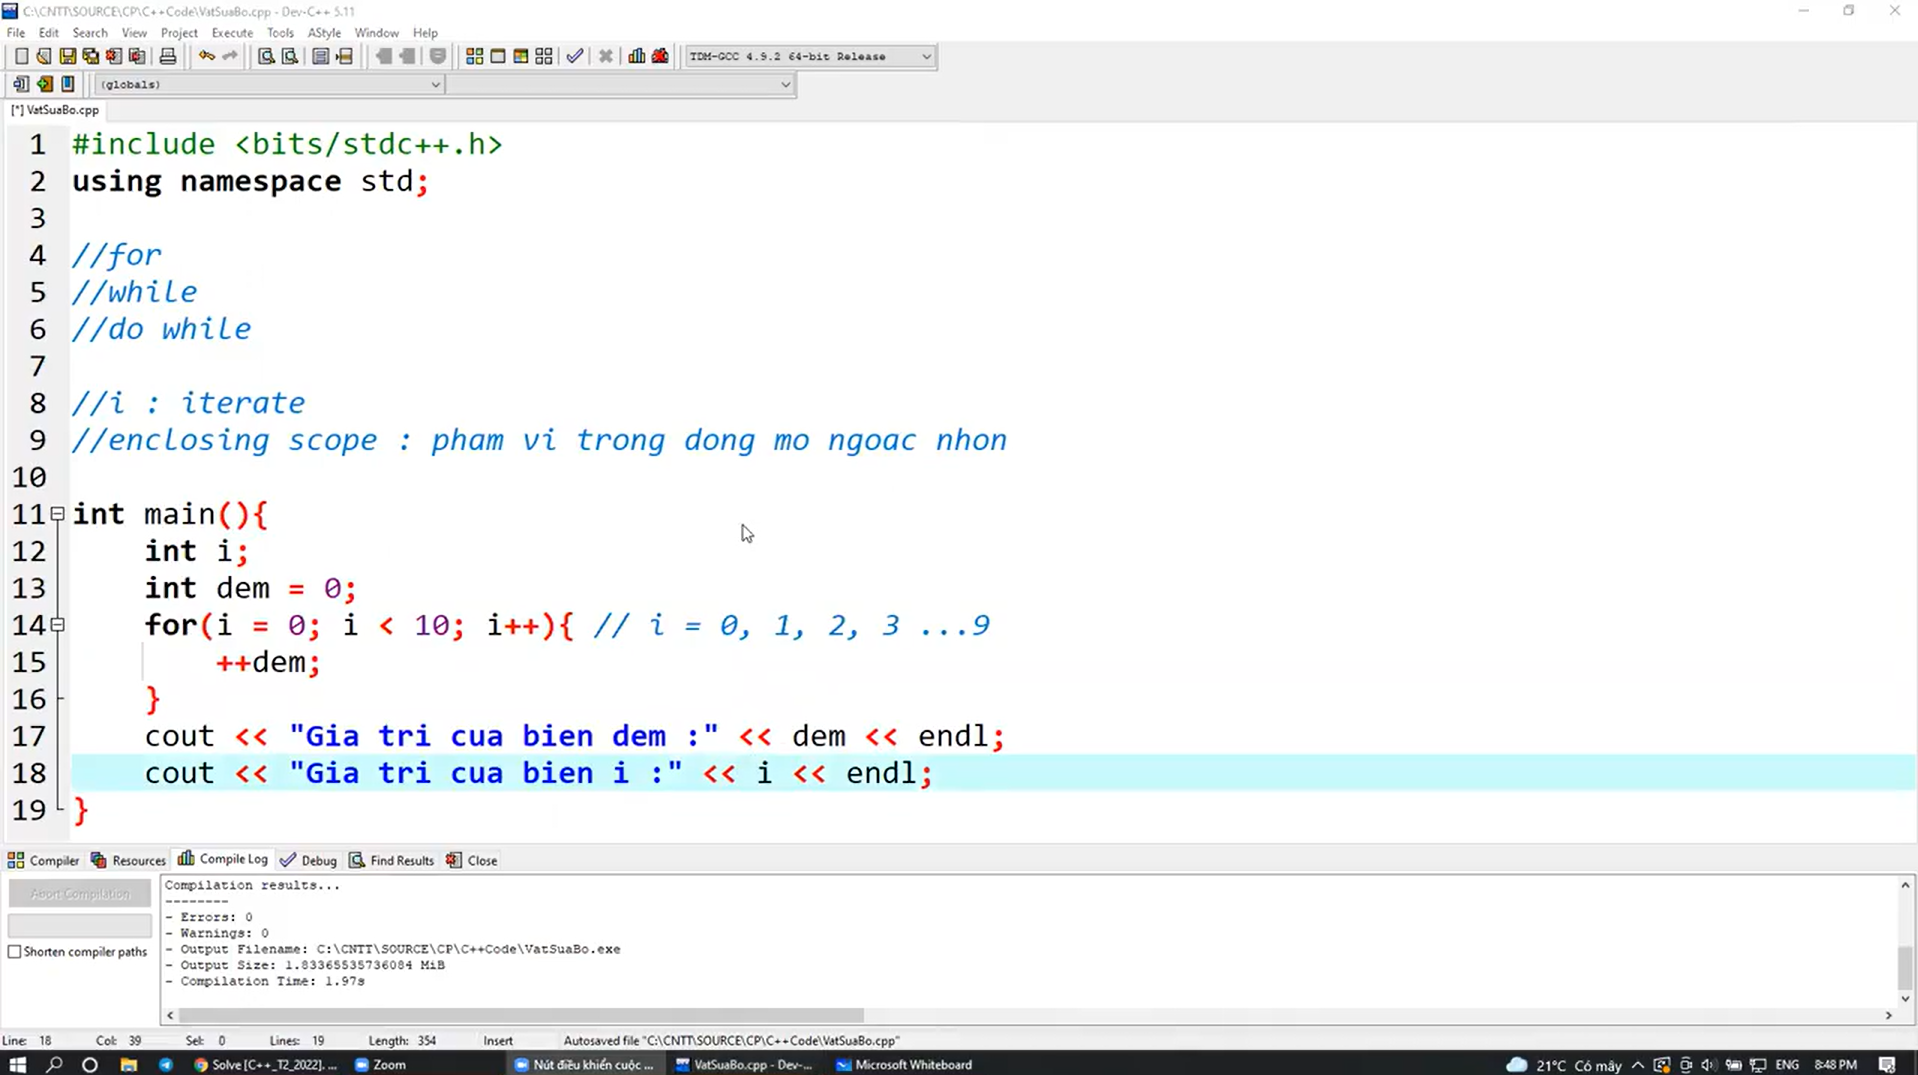 C:\CNTT\SOURCE\CP\C++Code\VatSuaBo.cpp - Dev-C++ 5.11
File Edit Search View Project Execute Tools AStyle Window Help
TDM-GCC 4.9.2 64-bit Release
(globals)
[*] VatSuaBo.cpp
1 #include <bits/stdc++.h>
2 using namespace std;
3
4 //for
5 //while
6 //do while
7
8 //i : iterate
9 //enclosing scope : pham vi trong dong mo ngoac nhon
10
11 int main(){
12 int i;
13 int dem = 0;
14 for(i = 0; i < 10; i++){ // i = 0, 1, 2, 3 ...9
15 ++dem;
16 }
17 cout << "Gia tri cua bien dem :" << dem << endl;
18 cout << "Gia tri cua bien i :" << i << endl;
19 }
Compiler Resources Compile Log Debug Find Results Close
Abort Compilation
Shorten compiler paths
Compilation results...
--------
- Errors: 0
- Warnings: 0
- Output Filename: C:\CNTT\SOURCE\CP\C++Code\VatSuaBo.exe
- Output Size: 1.83365535736084 MiB
- Compilation Time: 1.97s
Line: 18 Col: 39 Sel: 0 Lines: 19 Length: 354 Insert Autosaved file "C:\CNTT\SOURCE\CP\C++Code\VatSuaBo.cpp"
Solve [C++_T2_2022]. ... Zoom Nút điều khiển cuộc ... VatSuaBo.cpp - Dev-... Microsoft Whiteboard 21°C Có mây ENG 8:48 PM